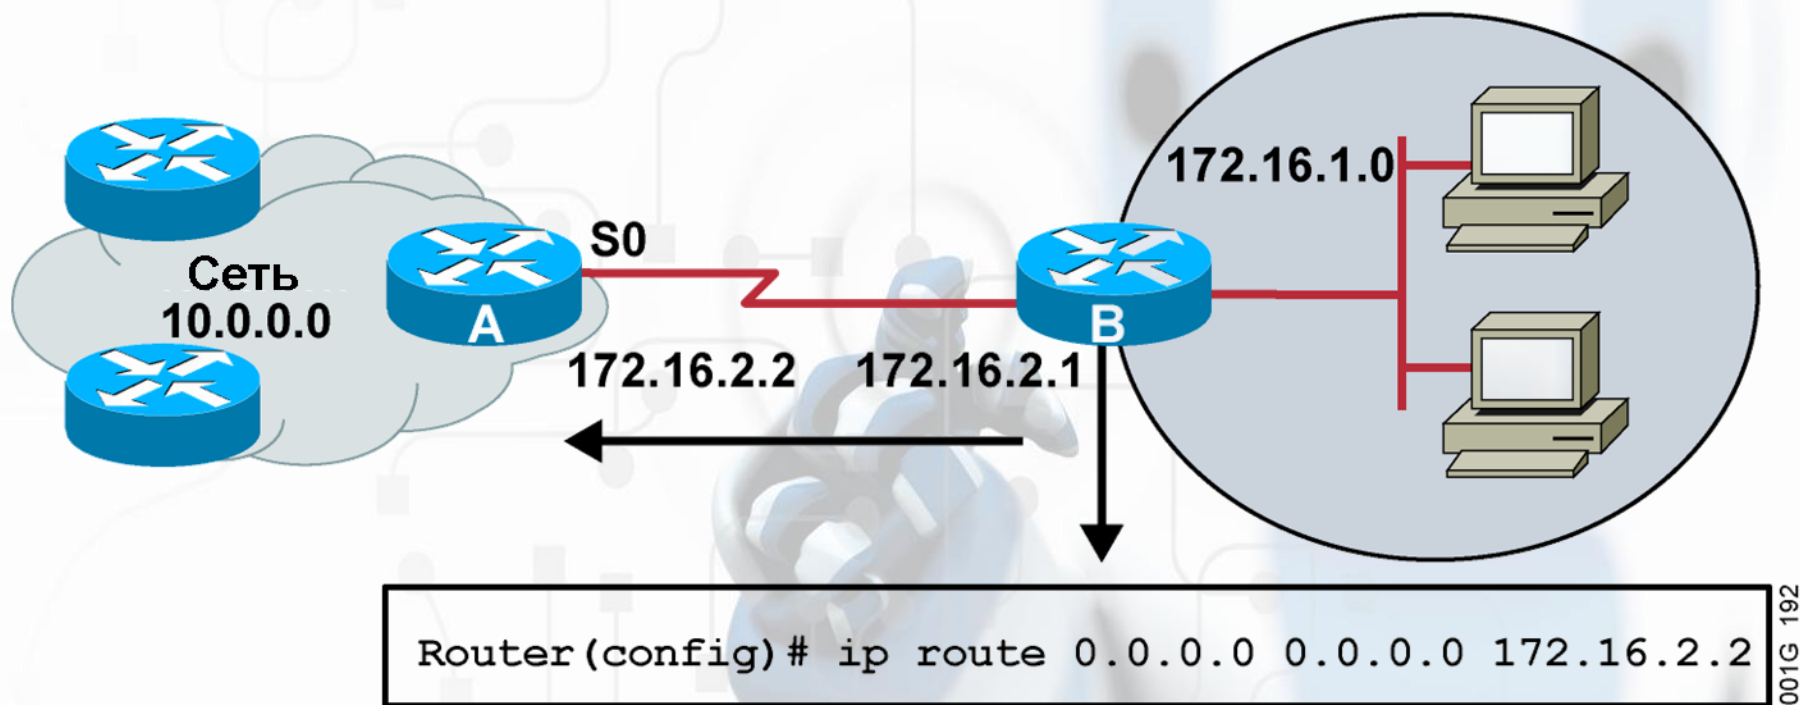 172.16.1.0
S0
Сеть
10.0.0.0
A
B
172.16.2.2
172.16.2.1
Router(config)# ip route 0.0.0.0 0.0.0.0 172.16.2.2
001G 192